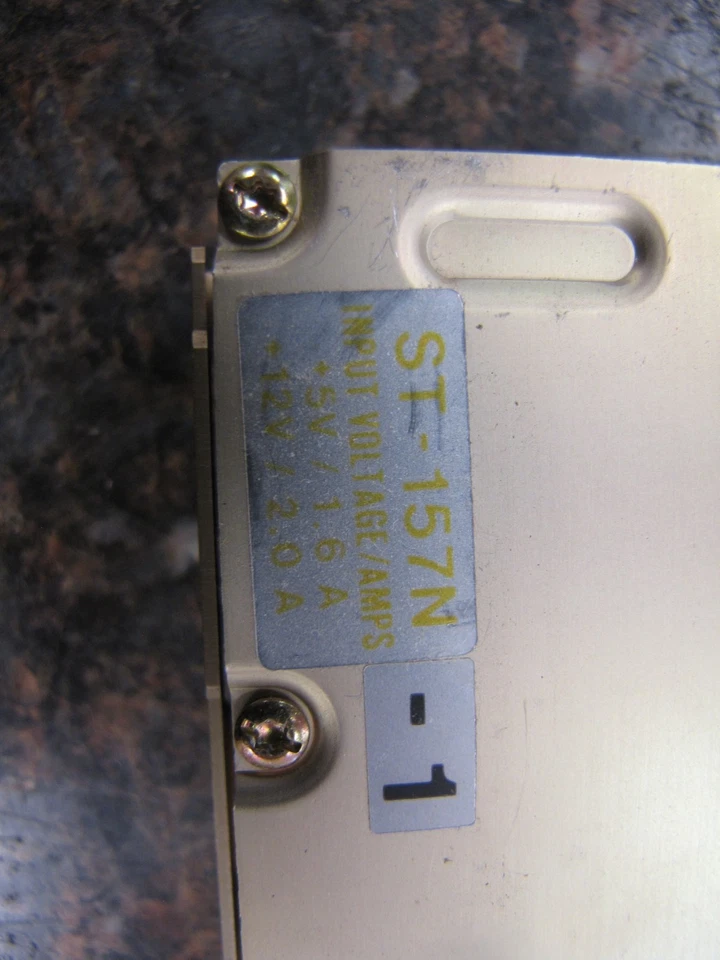 ST-157N
INPUT VOLTAGE/AMPS
+5V / 1.6 A
+12V / 2.0 A
-1